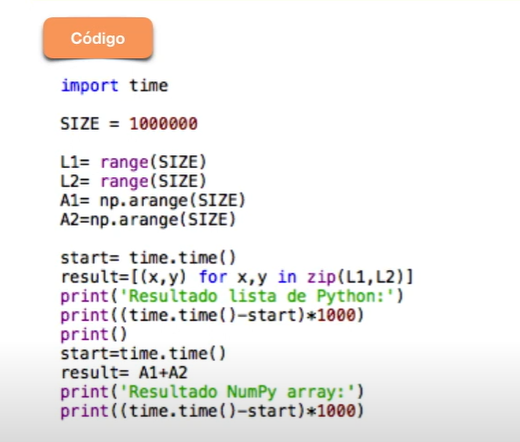 Código
import time
SIZE = 1000000
L1= range(SIZE)
L2= range(SIZE)
A1= np.arange(SIZE)
A2=np.arange(SIZE)
start= time.time()
result=[(x,y) for x,y in zip(L1,L2)]
print('Resultado lista de Python:')
print((time.time()-start)*1000)
print()
start=time.time()
result= A1+A2
print('Resultado NumPy array:')
print((time.time()-start)*1000)